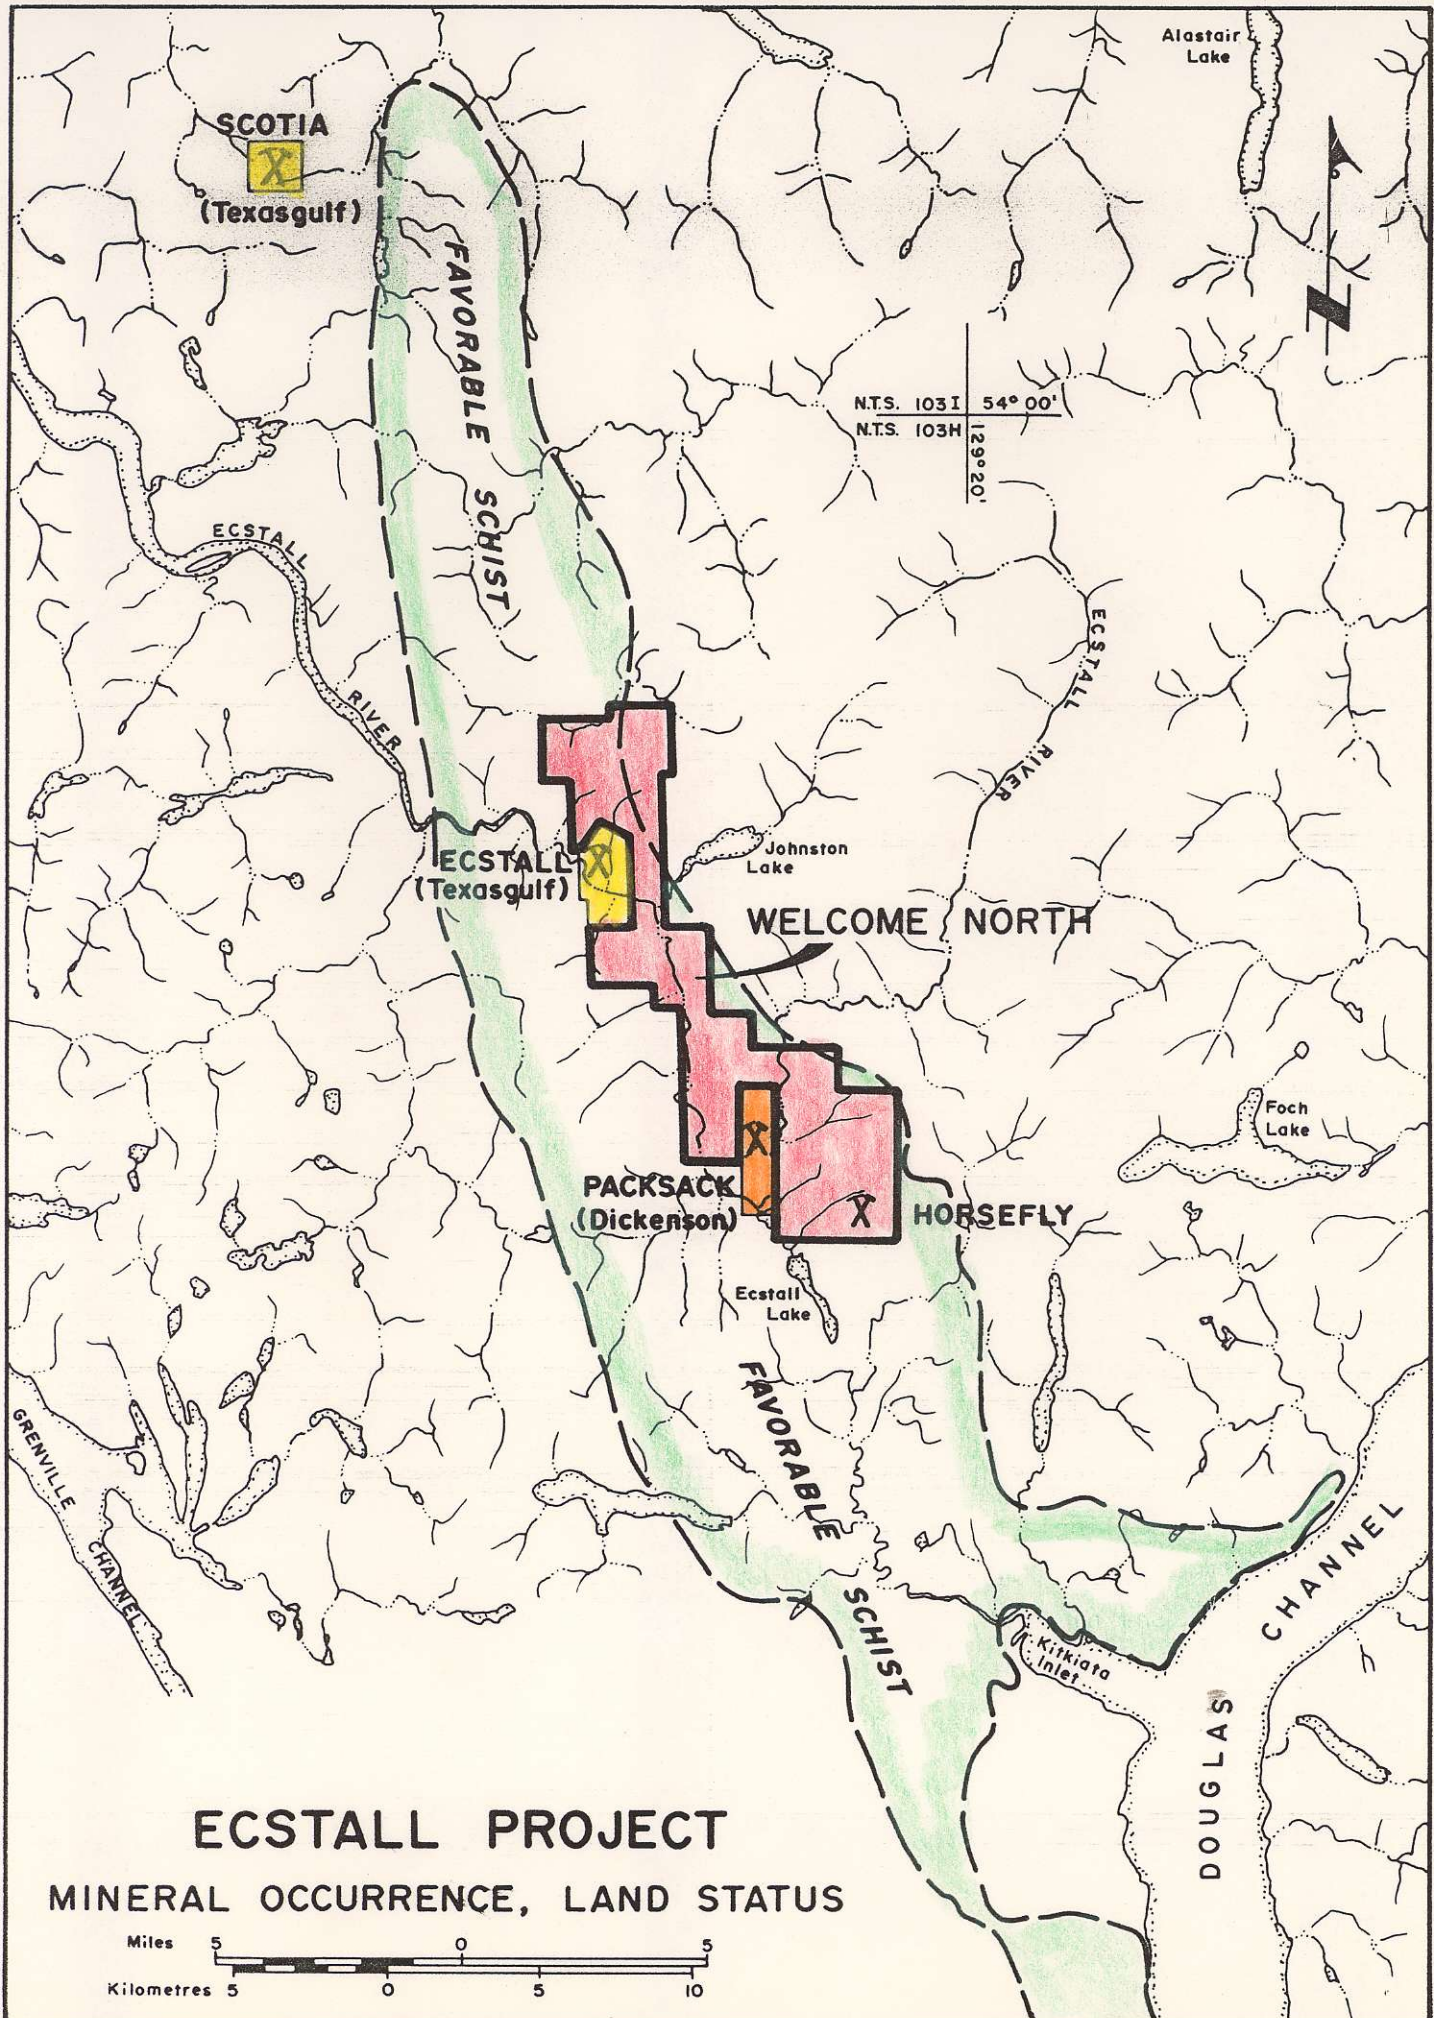 Alastair
Lake
SCOTIA
(Texasgulf)
FAVORABLE SCHIST
N
N.T.S. 103I 54° 00'
N.T.S. 103H
129° 20'
ECSTALL
RIVER
ECSTALL
RIVER
Johnston
Lake
ECSTALL
(Texasgulf)
WELCOME NORTH
Foch
Lake
PACKSACK
(Dickenson)
HORSEFLY
Ecstall
Lake
FAVORABLE SCHIST
GRENVILLE
CHANNEL
Kitkiata
Inlet
DOUGLAS CHANNEL
ECSTALL PROJECT
MINERAL OCCURRENCE, LAND STATUS
Miles 5 0 5
Kilometres 5 0 5 10